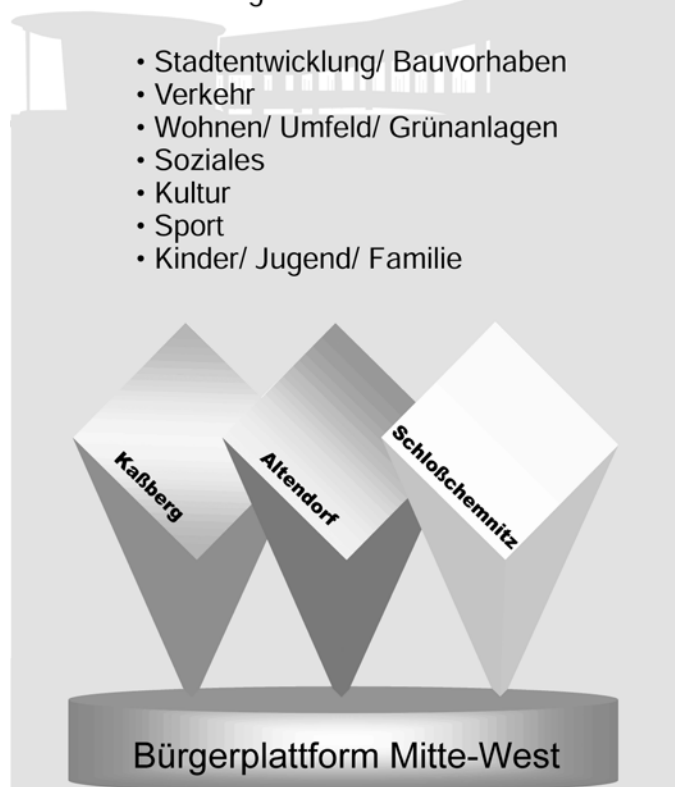 • Stadtentwicklung/ Bauvorhaben
• Verkehr
• Wohnen/ Umfeld/ Grünanlagen
• Soziales
• Kultur
• Sport
• Kinder/ Jugend/ Familie
Kaßberg
Altendorf
Schloßchemnitz
Bürgerplattform Mitte-West